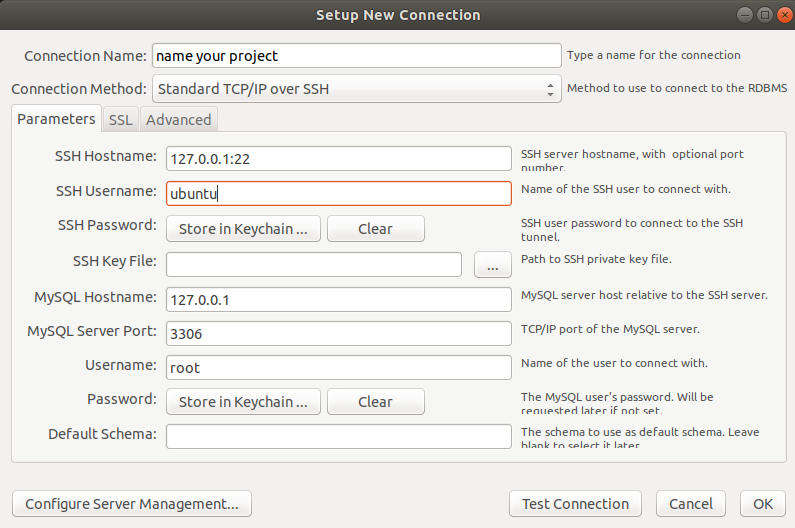 Setup New Connection
Connection Name: name your project Type a name for the connection
Connection Method: Standard TCP/IP over SSH Method to use to connect to the RDBMS
Parameters SSL Advanced
SSH Hostname: 127.0.0.1:22 SSH server hostname, with optional port
number.
SSH Username: ubuntu Name of the SSH user to connect with.
SSH Password: Store in Keychain ... Clear SSH user password to connect to the SSH
tunnel.
SSH Key File: ... Path to SSH private key file.
MySQL Hostname: 127.0.0.1 MySQL server host relative to the SSH server.
MySQL Server Port: 3306 TCP/IP port of the MySQL server.
Username: root Name of the user to connect with.
Password: Store in Keychain ... Clear The MySQL user's password. Will be
requested later if not set.
Default Schema: The schema to use as default schema. Leave
blank to select it later.
Configure Server Management... Test Connection Cancel OK